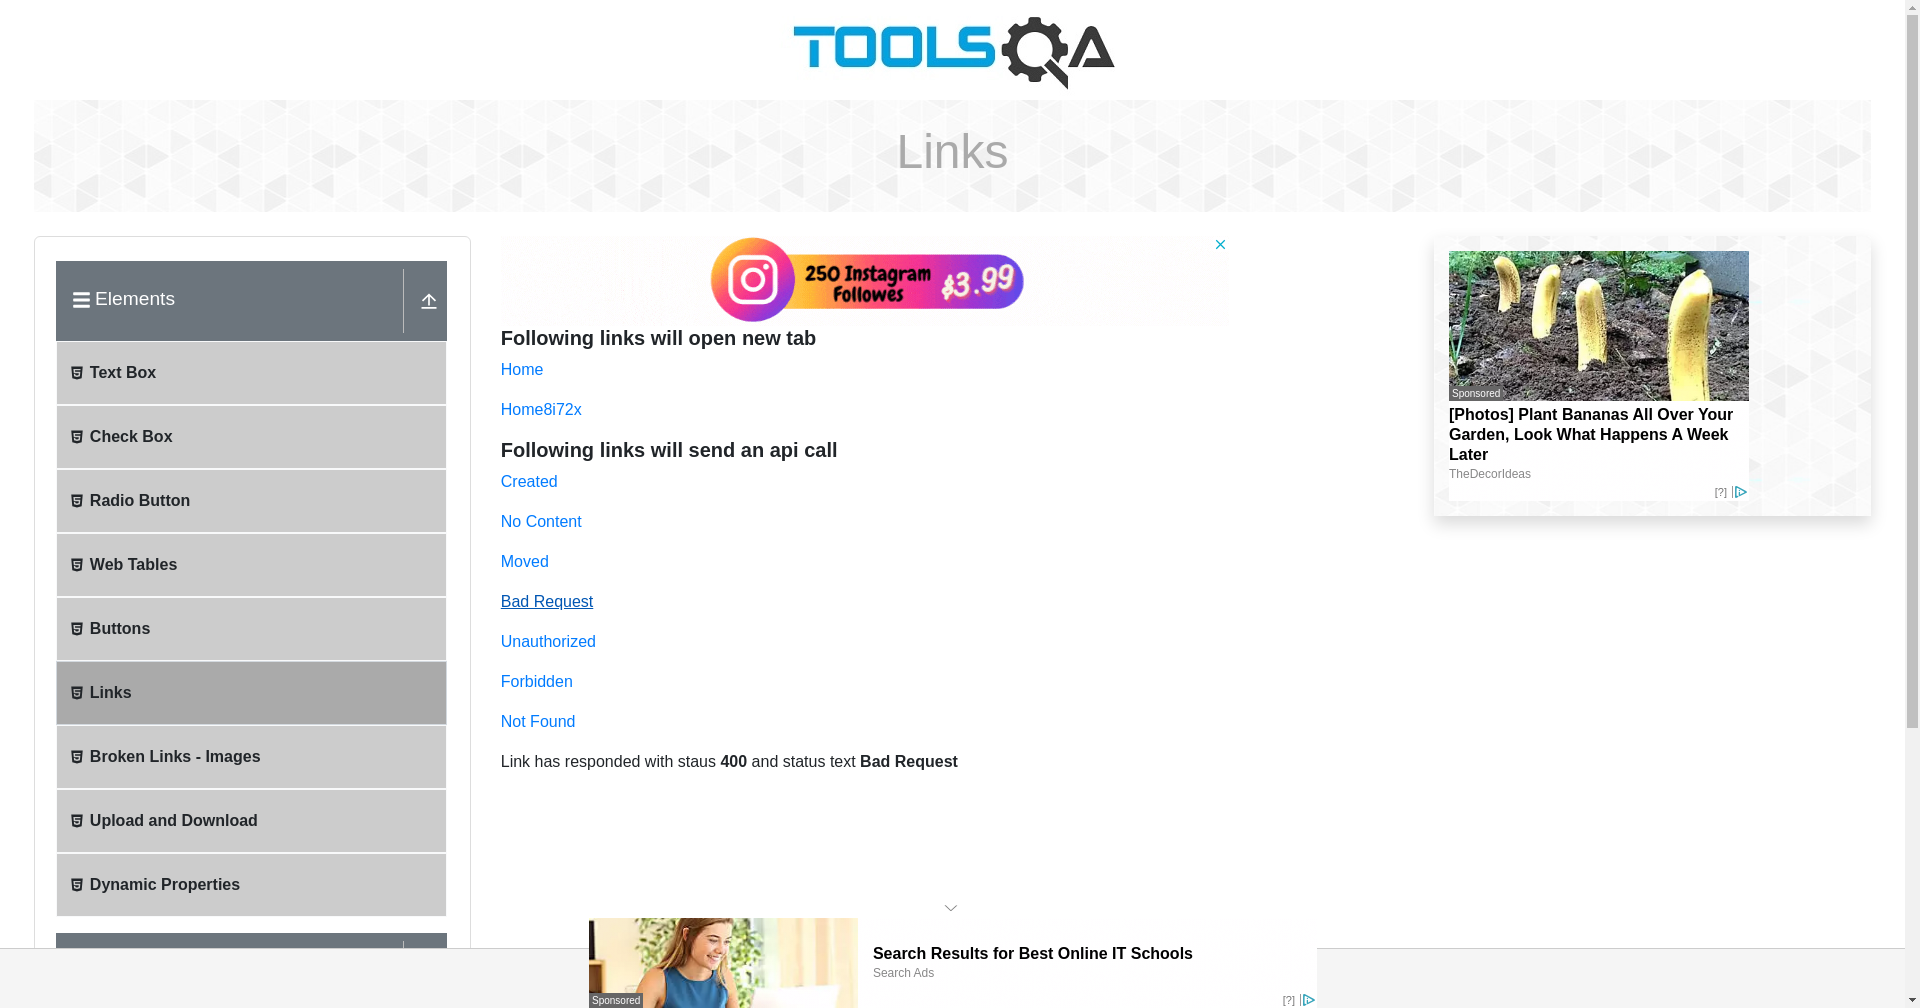 TOOLSQA
Links
Elements
Text Box
Check Box
Radio Button
Web Tables
Buttons
Links
Broken Links - Images
Upload and Download
Dynamic Properties
250 Instagram
Followes
$3.99
Following links will open new tab
Home
Home8i72x
Following links will send an api call
Created
No Content
Moved
Bad Request
Unauthorized
Forbidden
Not Found
Link has responded with staus 400 and status text Bad Request
Sponsored
[Photos] Plant Bananas All Over Your
Garden, Look What Happens A Week
Later
TheDecorIdeas
[?]
Sponsored
Search Results for Best Online IT Schools
Search Ads
[?]